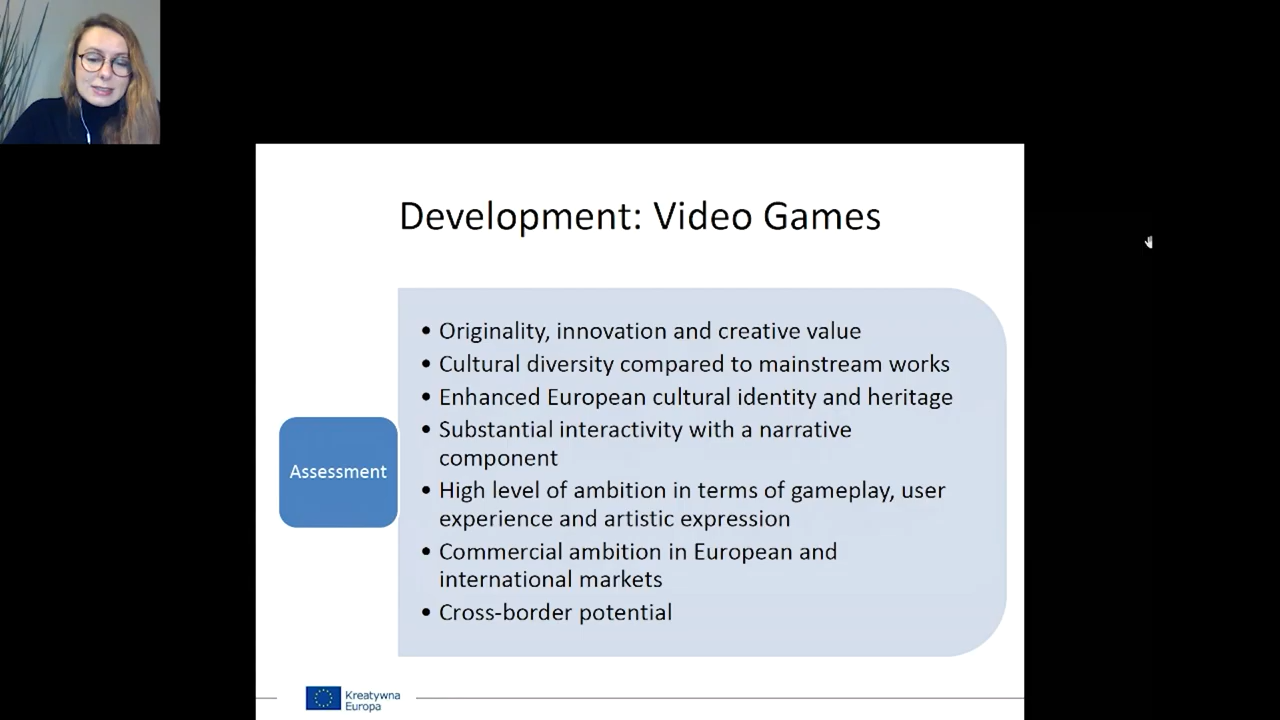 Development: Video Games
• Originality, innovation and creative value
• Cultural diversity compared to mainstream works
• Enhanced European cultural identity and heritage
• Substantial interactivity with a narrative
component
Assessment
• High level of ambition in terms of gameplay, user
experience and artistic expression
• Commercial ambition in European and
international markets
• Cross-border potential
Kreatywna
Europa